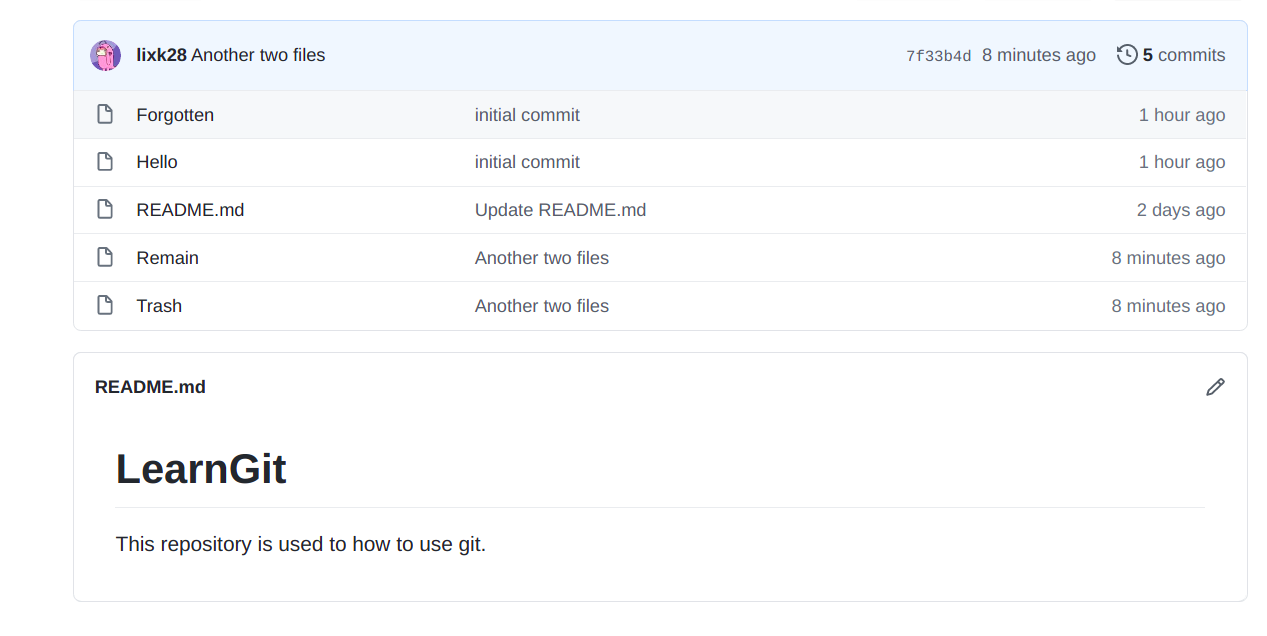 lixk28 Another two files 7f33b4d 8 minutes ago 5 commits
Forgotten initial commit 1 hour ago
Hello initial commit 1 hour ago
README.md Update README.md 2 days ago
Remain Another two files 8 minutes ago
Trash Another two files 8 minutes ago
README.md
LearnGit
This repository is used to how to use git.